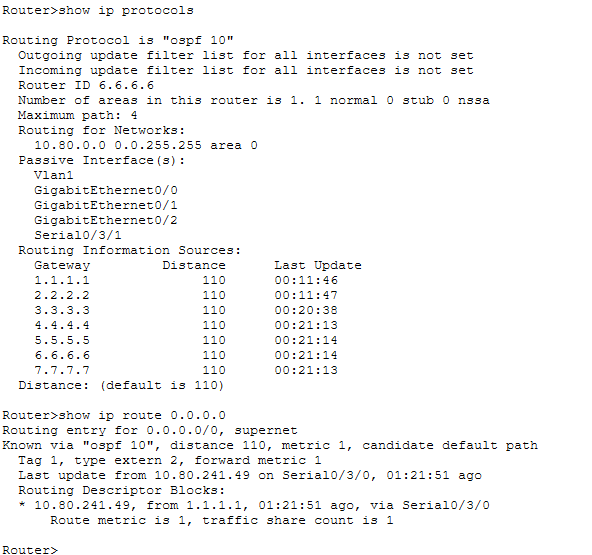 Router>show ip protocols
Routing Protocol is "ospf 10"
Outgoing update filter list for all interfaces is not set
Incoming update filter list for all interfaces is not set
Router ID 6.6.6.6
Number of areas in this router is 1. 1 normal 0 stub 0 nssa
Maximum path: 4
Routing for Networks:
10.80.0.0 0.0.255.255 area 0
Passive Interface(s):
Vlan1
GigabitEthernet0/0
GigabitEthernet0/1
GigabitEthernet0/2
Serial0/3/1
Routing Information Sources:
Gateway Distance Last Update
1.1.1.1 110 00:11:46
2.2.2.2 110 00:11:47
3.3.3.3 110 00:20:38
4.4.4.4 110 00:21:13
5.5.5.5 110 00:21:14
6.6.6.6 110 00:21:14
7.7.7.7 110 00:21:13
Distance: (default is 110)
Router>show ip route 0.0.0.0
Routing entry for 0.0.0.0/0, supernet
Known via "ospf 10", distance 110, metric 1, candidate default path
Tag 1, type extern 2, forward metric 1
Last update from 10.80.241.49 on Serial0/3/0, 01:21:51 ago
Routing Descriptor Blocks:
* 10.80.241.49, from 1.1.1.1, 01:21:51 ago, via Serial0/3/0
Route metric is 1, traffic share count is 1
Router>